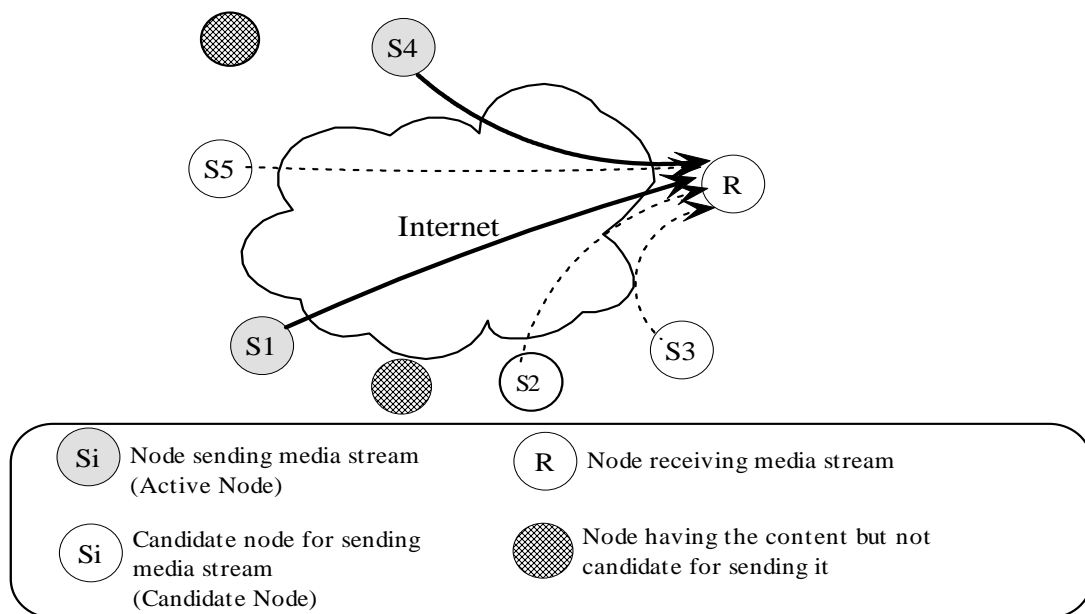 S4
S5
R
Internet
S1
S3
S2
Si
Node sending media stream
(Active Node)
R
Node receiving media stream
Si
Candidate node for sending
media stream
(Candidate Node)
Node having the content but not
candidate for sending it